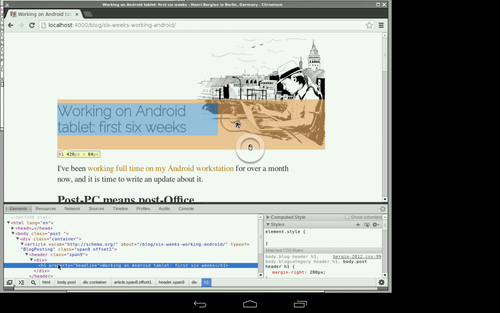 Working on Android tablet: first six weeks - Henri Bergius in Berlin, Germany - Chromium
Working on Android tab
localhost:4000/blog/six-weeks-working-android/
Working on Android
tablet: first six weeks
h1 420px × 84px
I've been working full time on my Android workstation for over a month
and now, it is time to write an update about it.
Post-PC means post-Office
Elements Resources Network Sources Timeline Profiles Audits Console
<!DOCTYPE html>
<html lang="en">
<head>…</head>
<body class="post ">
<div class="container">
<article xmlns:sioc="http://schema.org/" about="/blog/six-weeks-working-android/" typeof=
"BlogPosting" class="span8 offset1">
<header class="span9">
<div>
<h1 property="headline">Working on Android tablet: first six weeks</h1>
</div>
</header>
Computed Style
Show inherited
Styles
element.style {
}
Matched CSS Rules
body.blog header h1,
body.blogcategory header h1, body.post
header h1 {
margin-right: 200px;
bergie-2012.css:99
html body.post div.container article.span8.offset1 header.span9 div h1